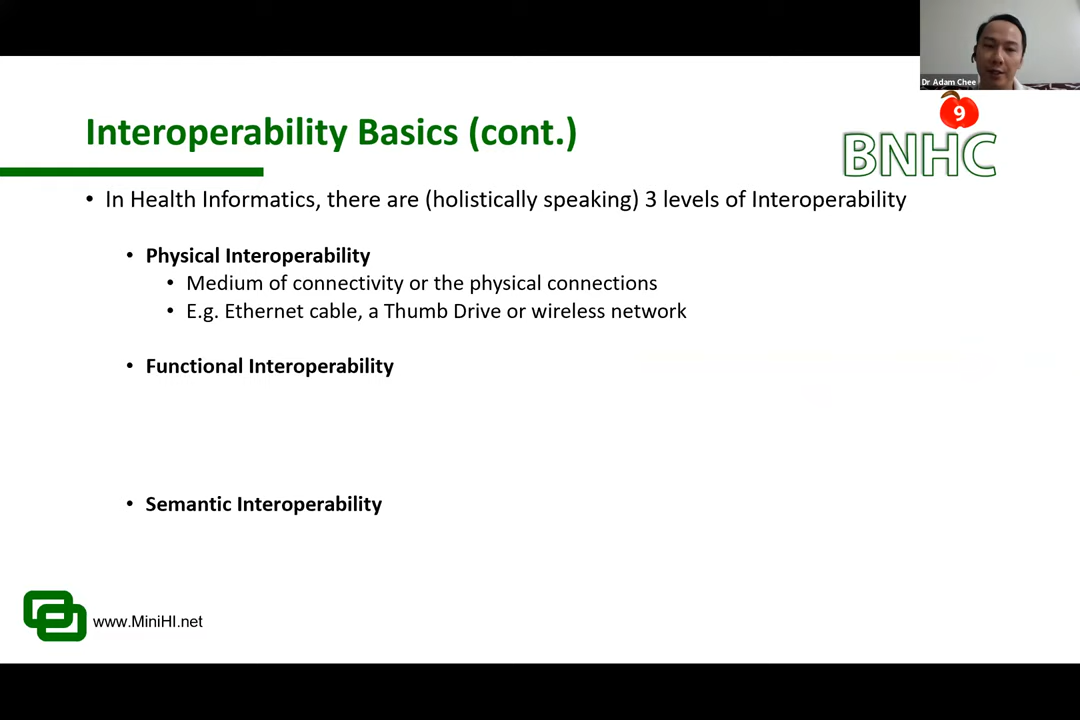 Dr Adam Chee
Interoperability Basics (cont.)
9
BNHC
• In Health Informatics, there are (holistically speaking) 3 levels of Interoperability
• Physical Interoperability
• Medium of connectivity or the physical connections
• E.g. Ethernet cable, a Thumb Drive or wireless network
• Functional Interoperability
• Semantic Interoperability
www.MiniHI.net